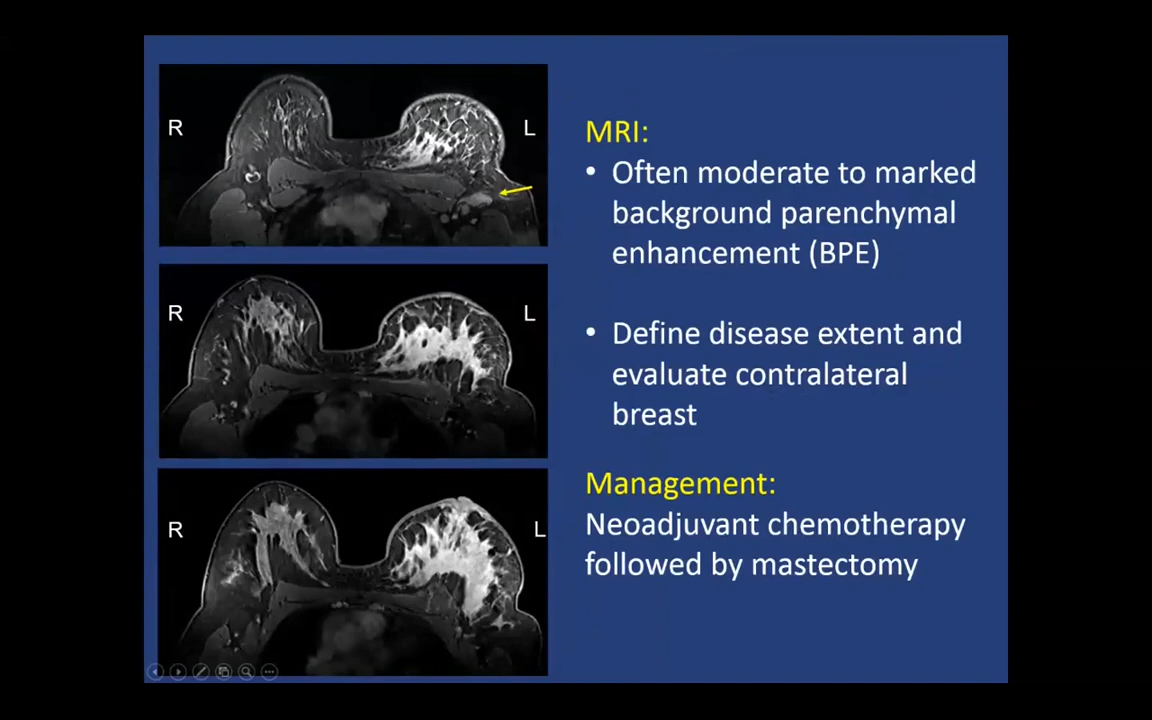 R
L
R
L
R
L
MRI:
• Often moderate to marked
background parenchymal
enhancement (BPE)
• Define disease extent and
evaluate contralateral
breast
Management:
Neoadjuvant chemotherapy
followed by mastectomy